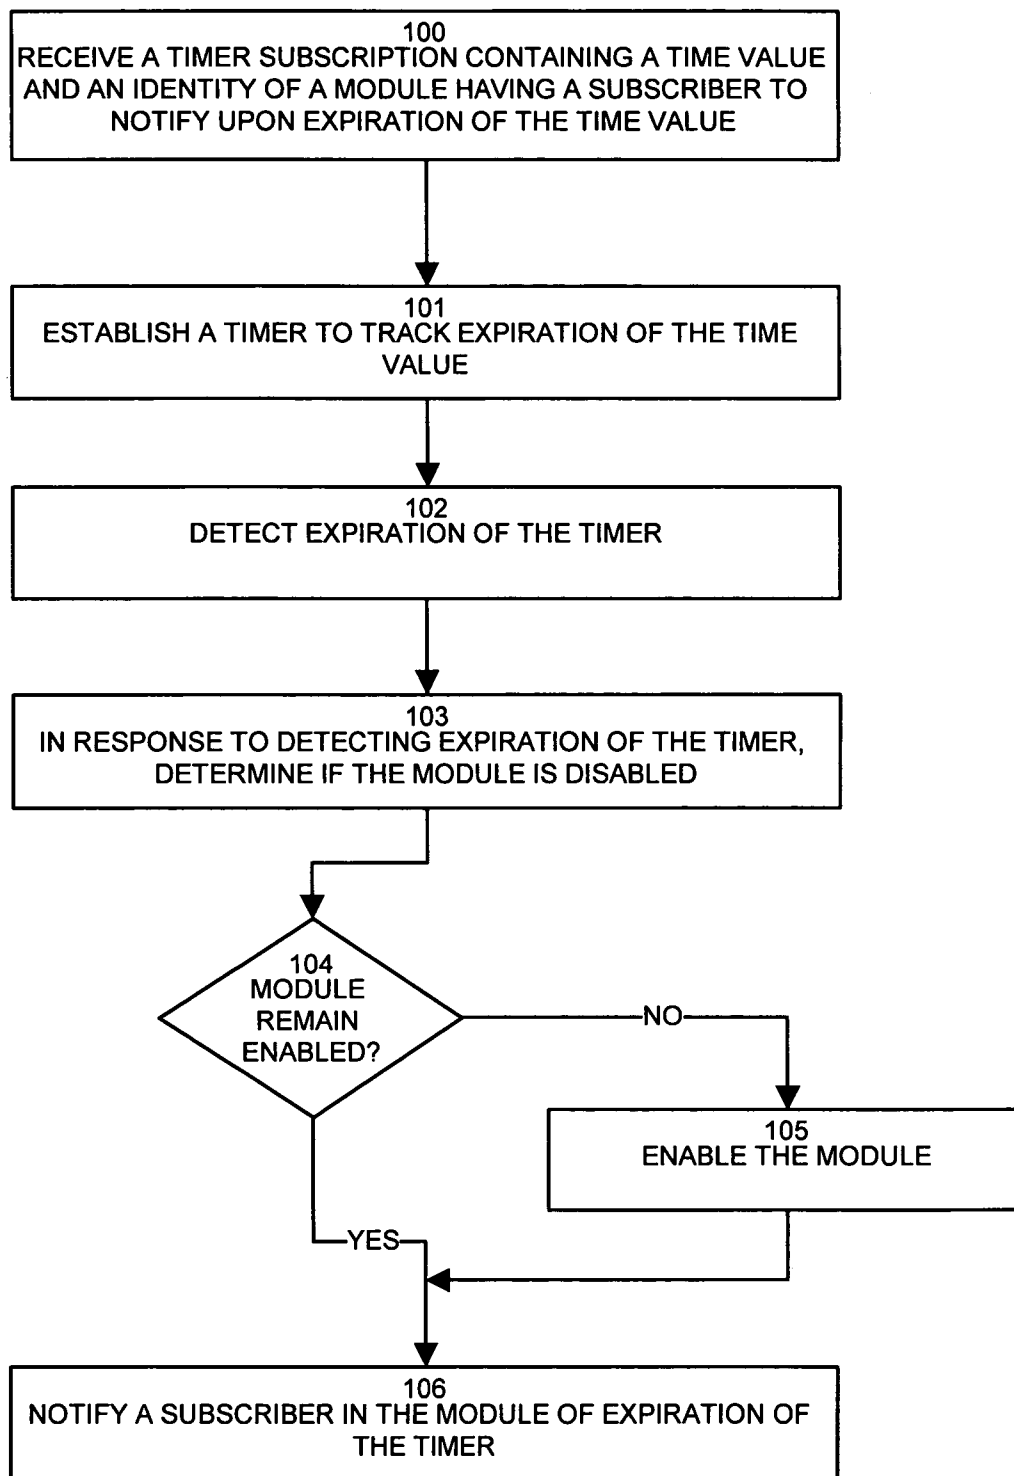 100
RECEIVE A TIMER SUBSCRIPTION CONTAINING A TIME VALUE
AND AN IDENTITY OF A MODULE HAVING A SUBSCRIBER TO
NOTIFY UPON EXPIRATION OF THE TIME VALUE
101
ESTABLISH A TIMER TO TRACK EXPIRATION OF THE TIME
VALUE
102
DETECT EXPIRATION OF THE TIMER
103
IN RESPONSE TO DETECTING EXPIRATION OF THE TIMER,
DETERMINE IF THE MODULE IS DISABLED
104
MODULE
REMAIN
ENABLED?
NO
105
ENABLE THE MODULE
YES
106
NOTIFY A SUBSCRIBER IN THE MODULE OF EXPIRATION OF
THE TIMER